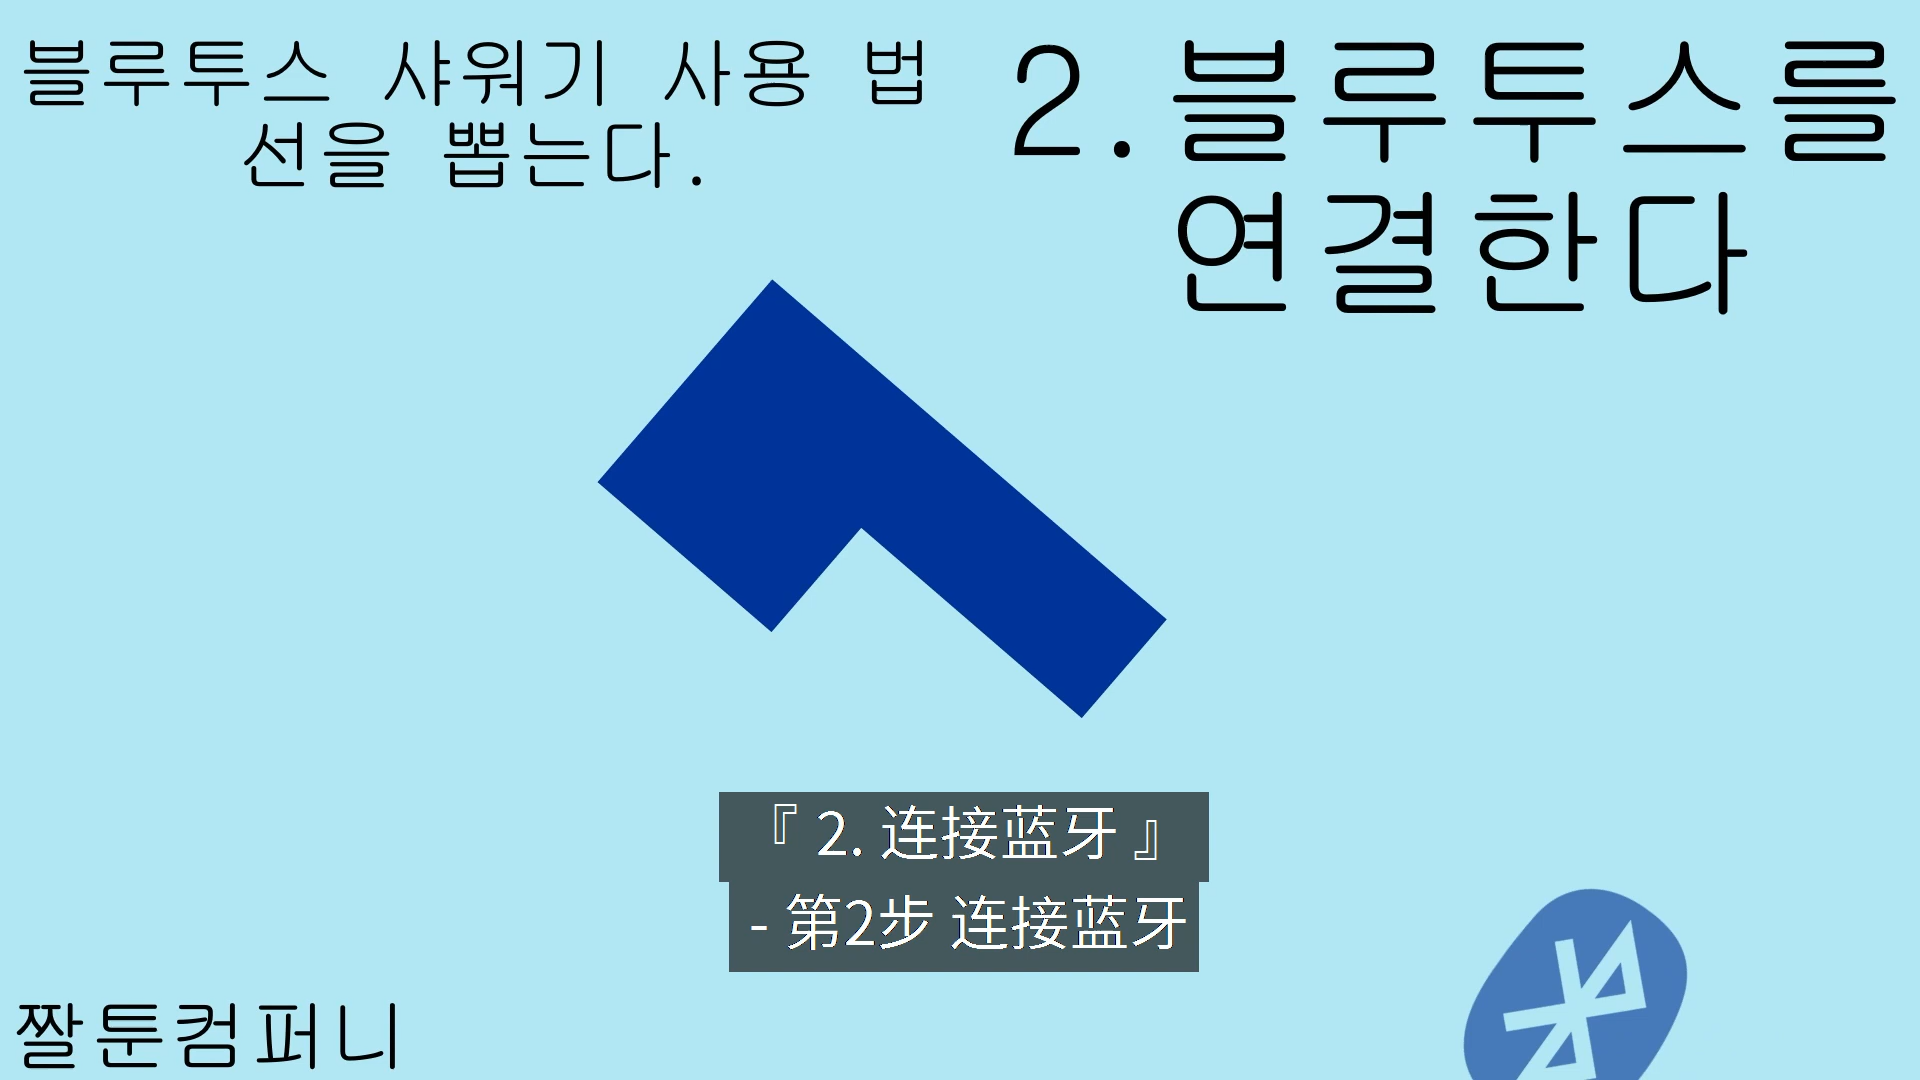 블루투스 샤워기 사용 법
선을 뽑는다.
2.블루투스를
연결한다
『 2. 连接蓝牙 』
- 第2步 连接蓝牙
짤툰컴퍼니